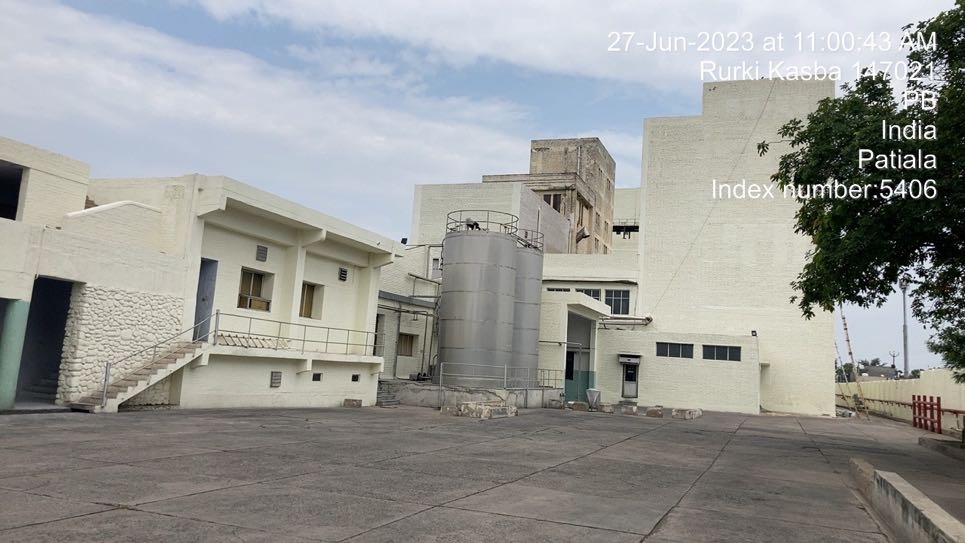 27-Jun-2023 at 11:00:43 AM
Rurki Kasba 147021
PB
India
Patiala
Index number:5406